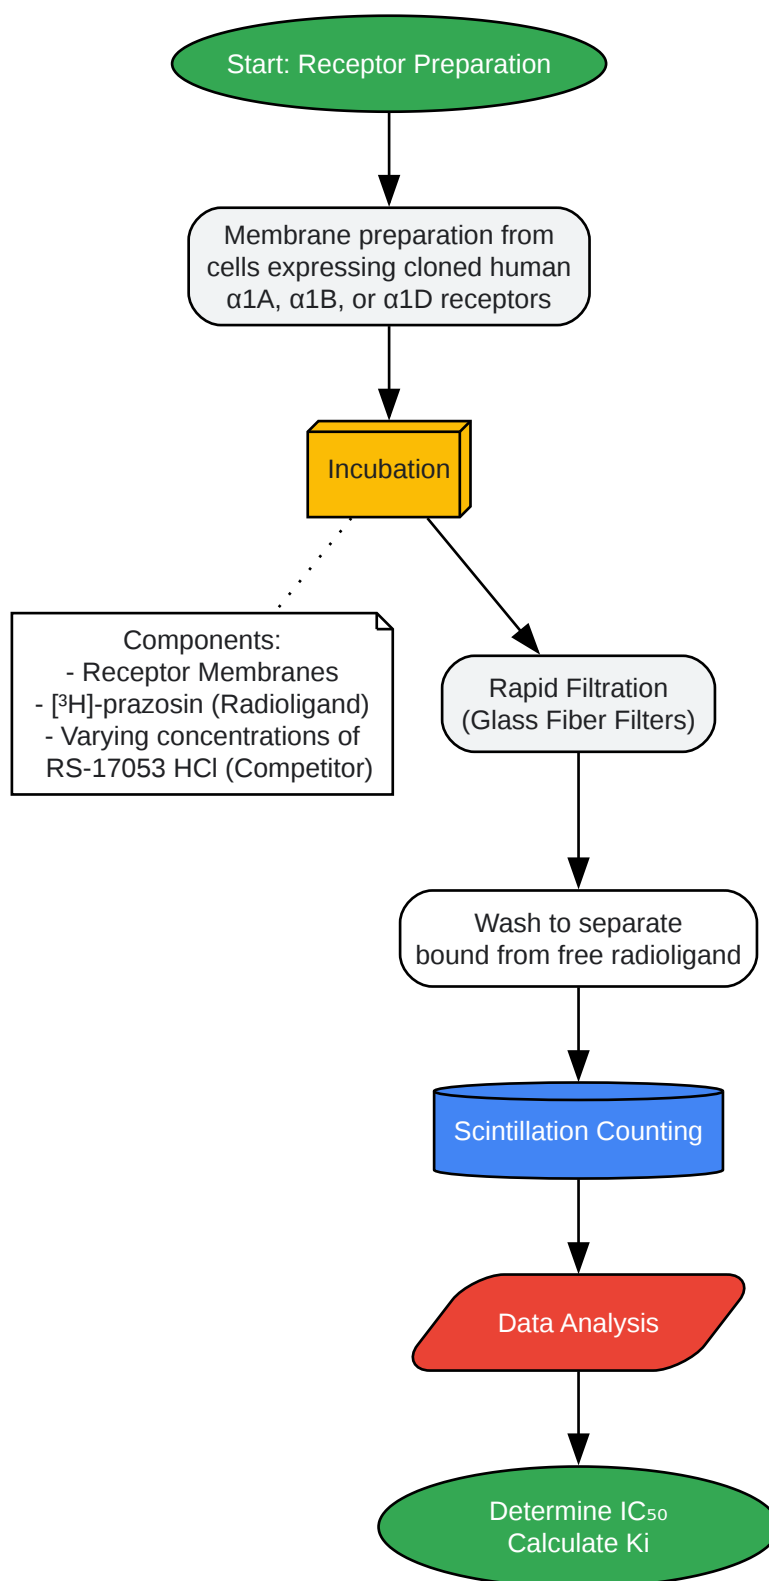 Start: Receptor Preparation
Membrane preparation from
cells expressing cloned human
α1A, α1B, or α1D receptors
Incubation
Components:
- Receptor Membranes
- [³H]-prazosin (Radioligand)
- Varying concentrations of
RS-17053 HCl (Competitor)
Rapid Filtration
(Glass Fiber Filters)
Wash to separate
bound from free radioligand
Scintillation Counting
Data Analysis
Determine IC₅₀
Calculate Ki